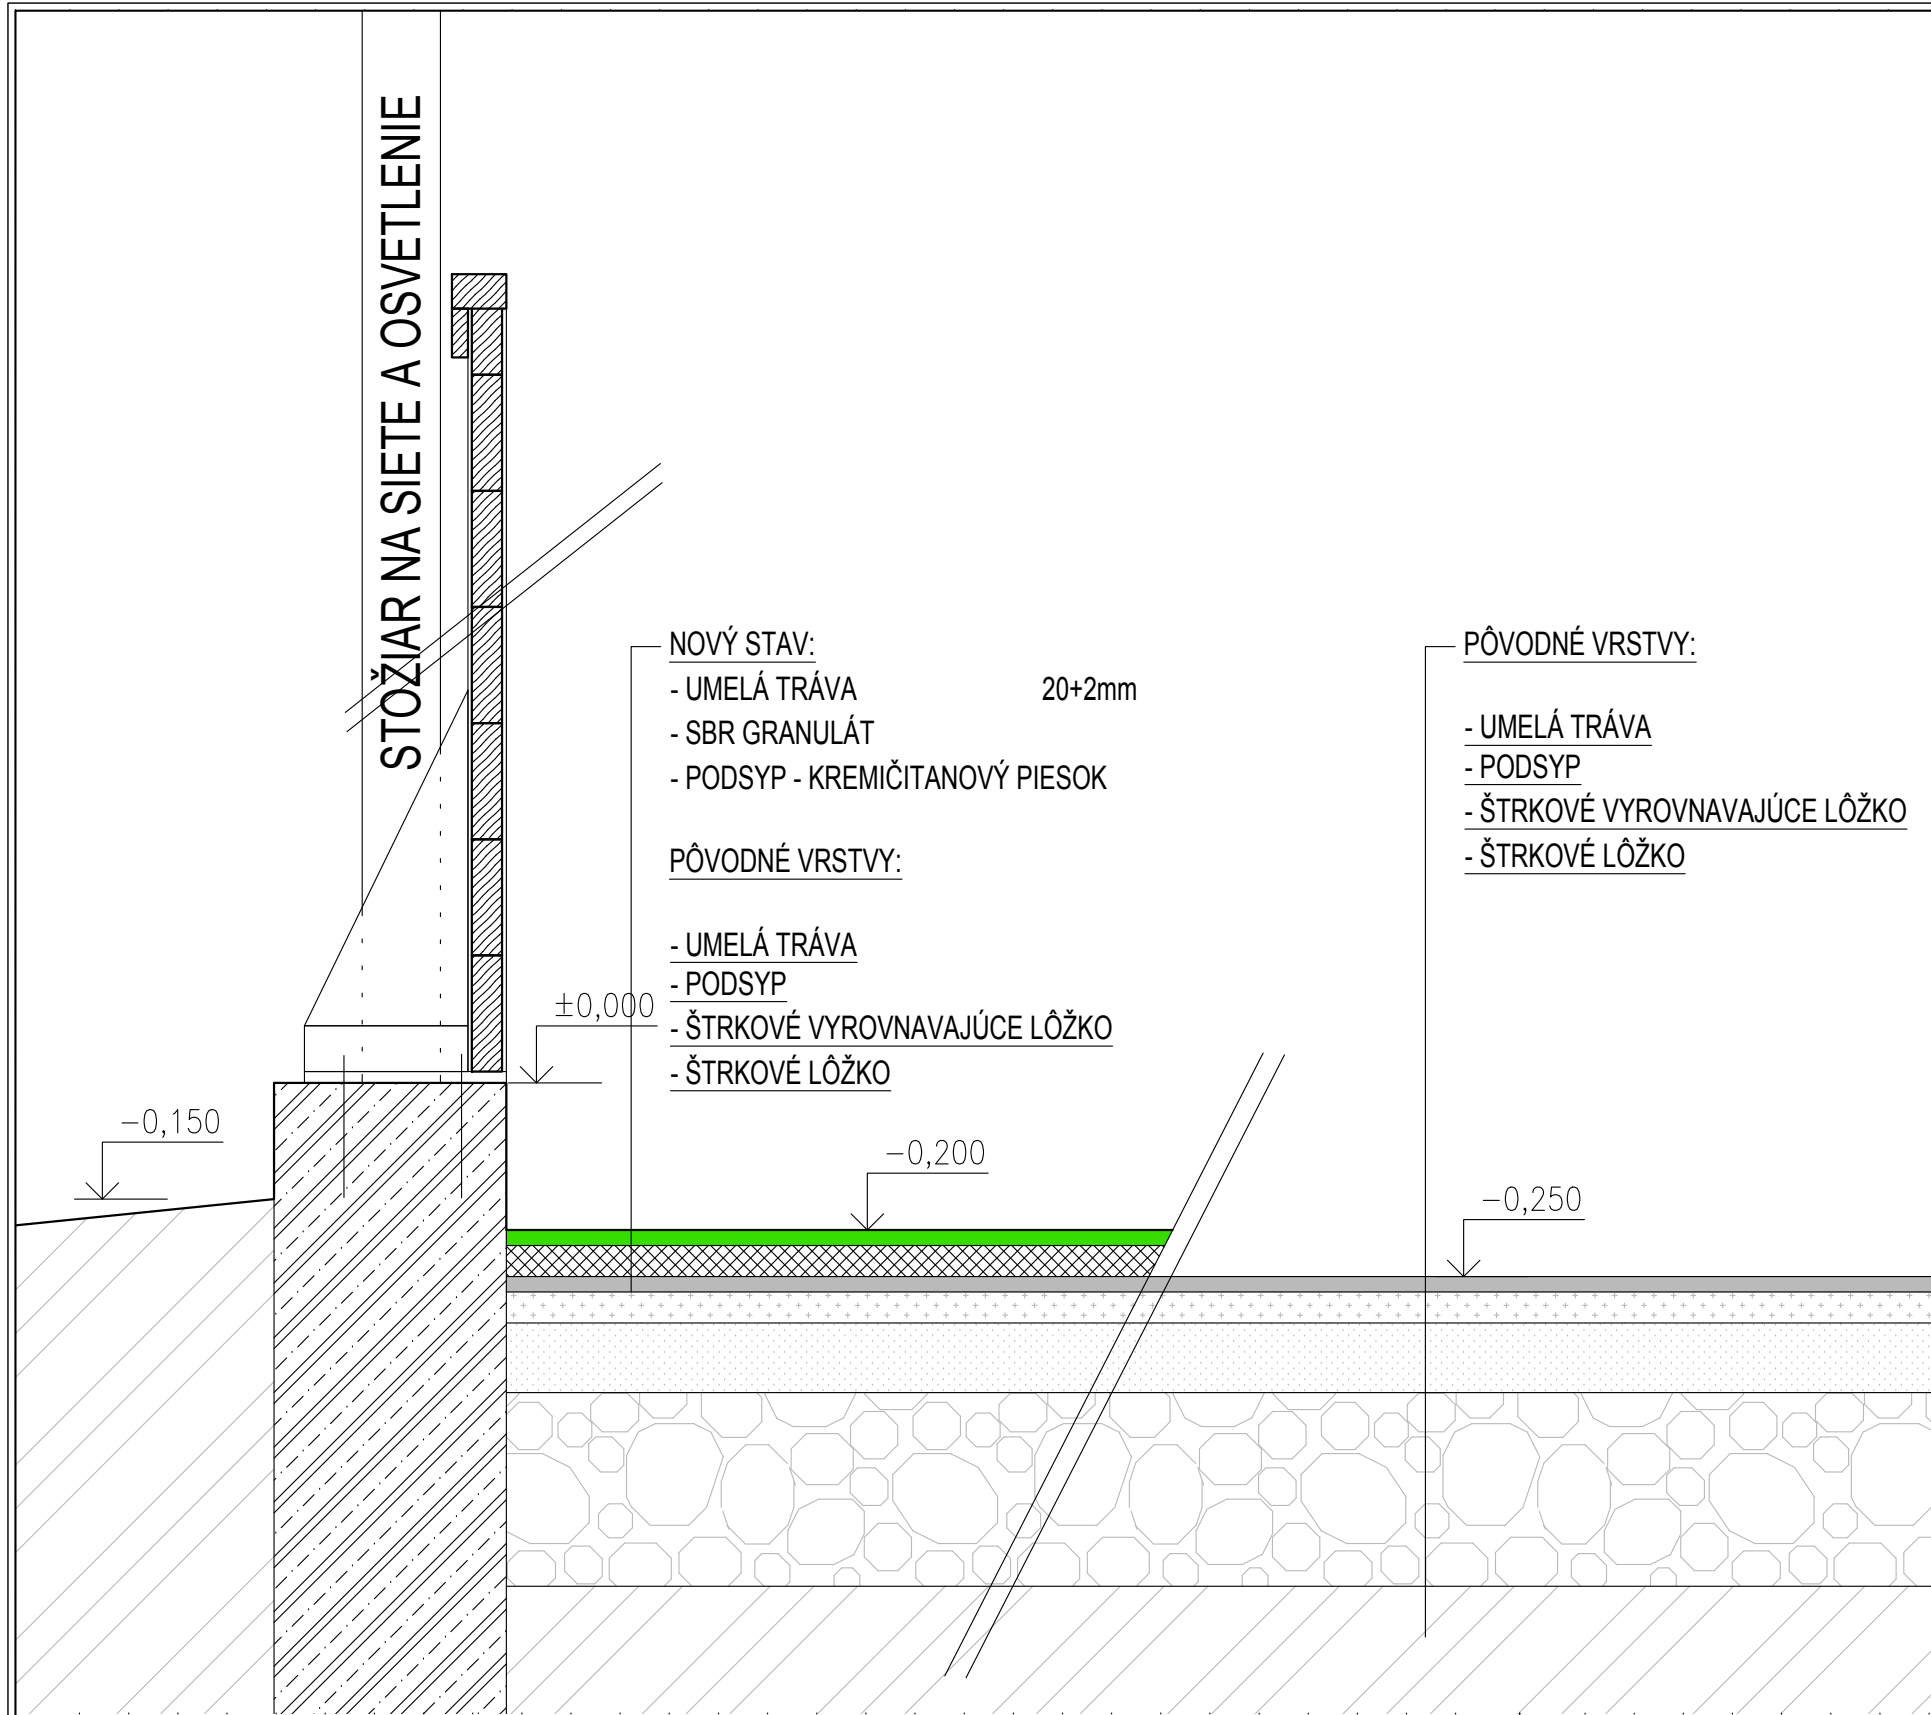 STOŽIAR NA SIETE A OSVETLENIE
NOVÝ STAV:
- UMELÁ TRÁVA 20+2mm
- SBR GRANULÁT
- PODSYP - KREMIČITANOVÝ PIESOK
PÔVODNÉ VRSTVY:
- UMELÁ TRÁVA
- PODSYP
- ŠTRKOVÉ VYROVNAVAJÚCE LÔŽKO
- ŠTRKOVÉ LÔŽKO
PÔVODNÉ VRSTVY:
- UMELÁ TRÁVA
- PODSYP
- ŠTRKOVÉ VYROVNAVAJÚCE LÔŽKO
- ŠTRKOVÉ LÔŽKO
±0,000
−0,150
−0,200
−0,250